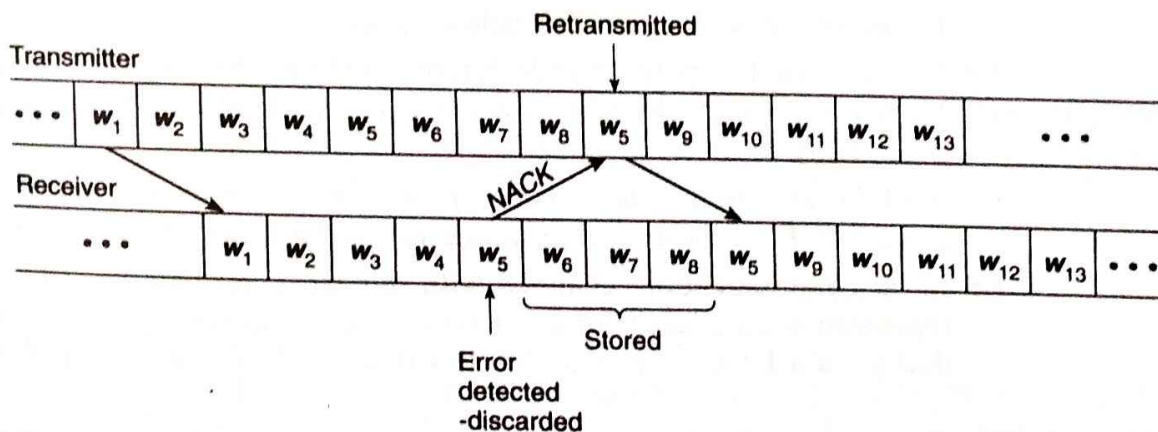 Retransmitted
Transmitter
• • • w₁ w₂ w₃ w₄ w₅ w₆ w₇ w₈ w₅ w₉ w₁₀ w₁₁ w₁₂ w₁₃ • • •
NACK
Receiver
• • • w₁ w₂ w₃ w₄ w₅ w₆ w₇ w₈ w₅ w₉ w₁₀ w₁₁ w₁₂ w₁₃ • • •
Stored
Error
detected
-discarded